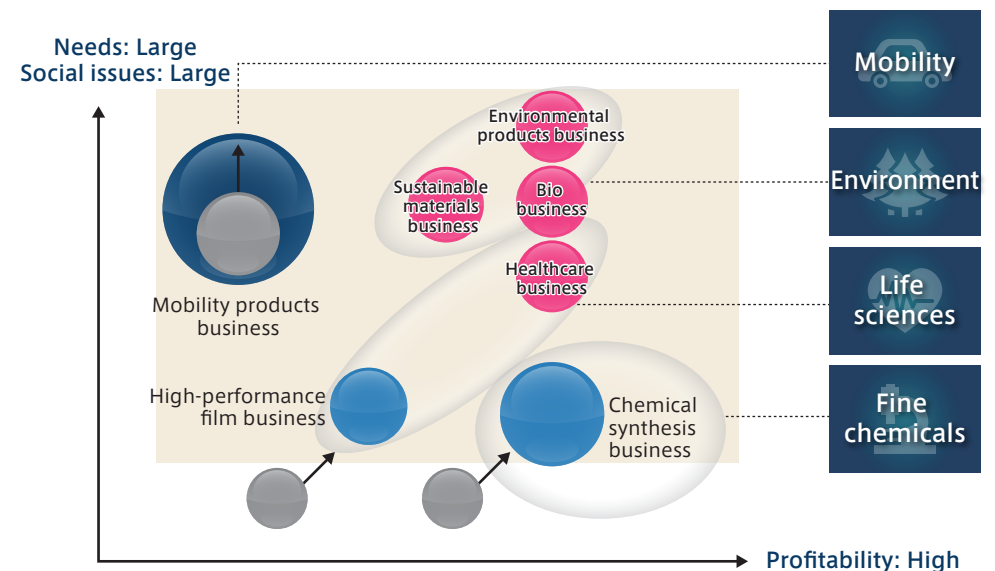 Needs: Large
Social issues: Large
Mobility
Environmental
products business
Sustainable
materials
business
Bio
business
Environment
Healthcare
business
Life
sciences
Mobility products
business
High-performance
film business
Chemical
synthesis
business
Fine
chemicals
Profitability: High